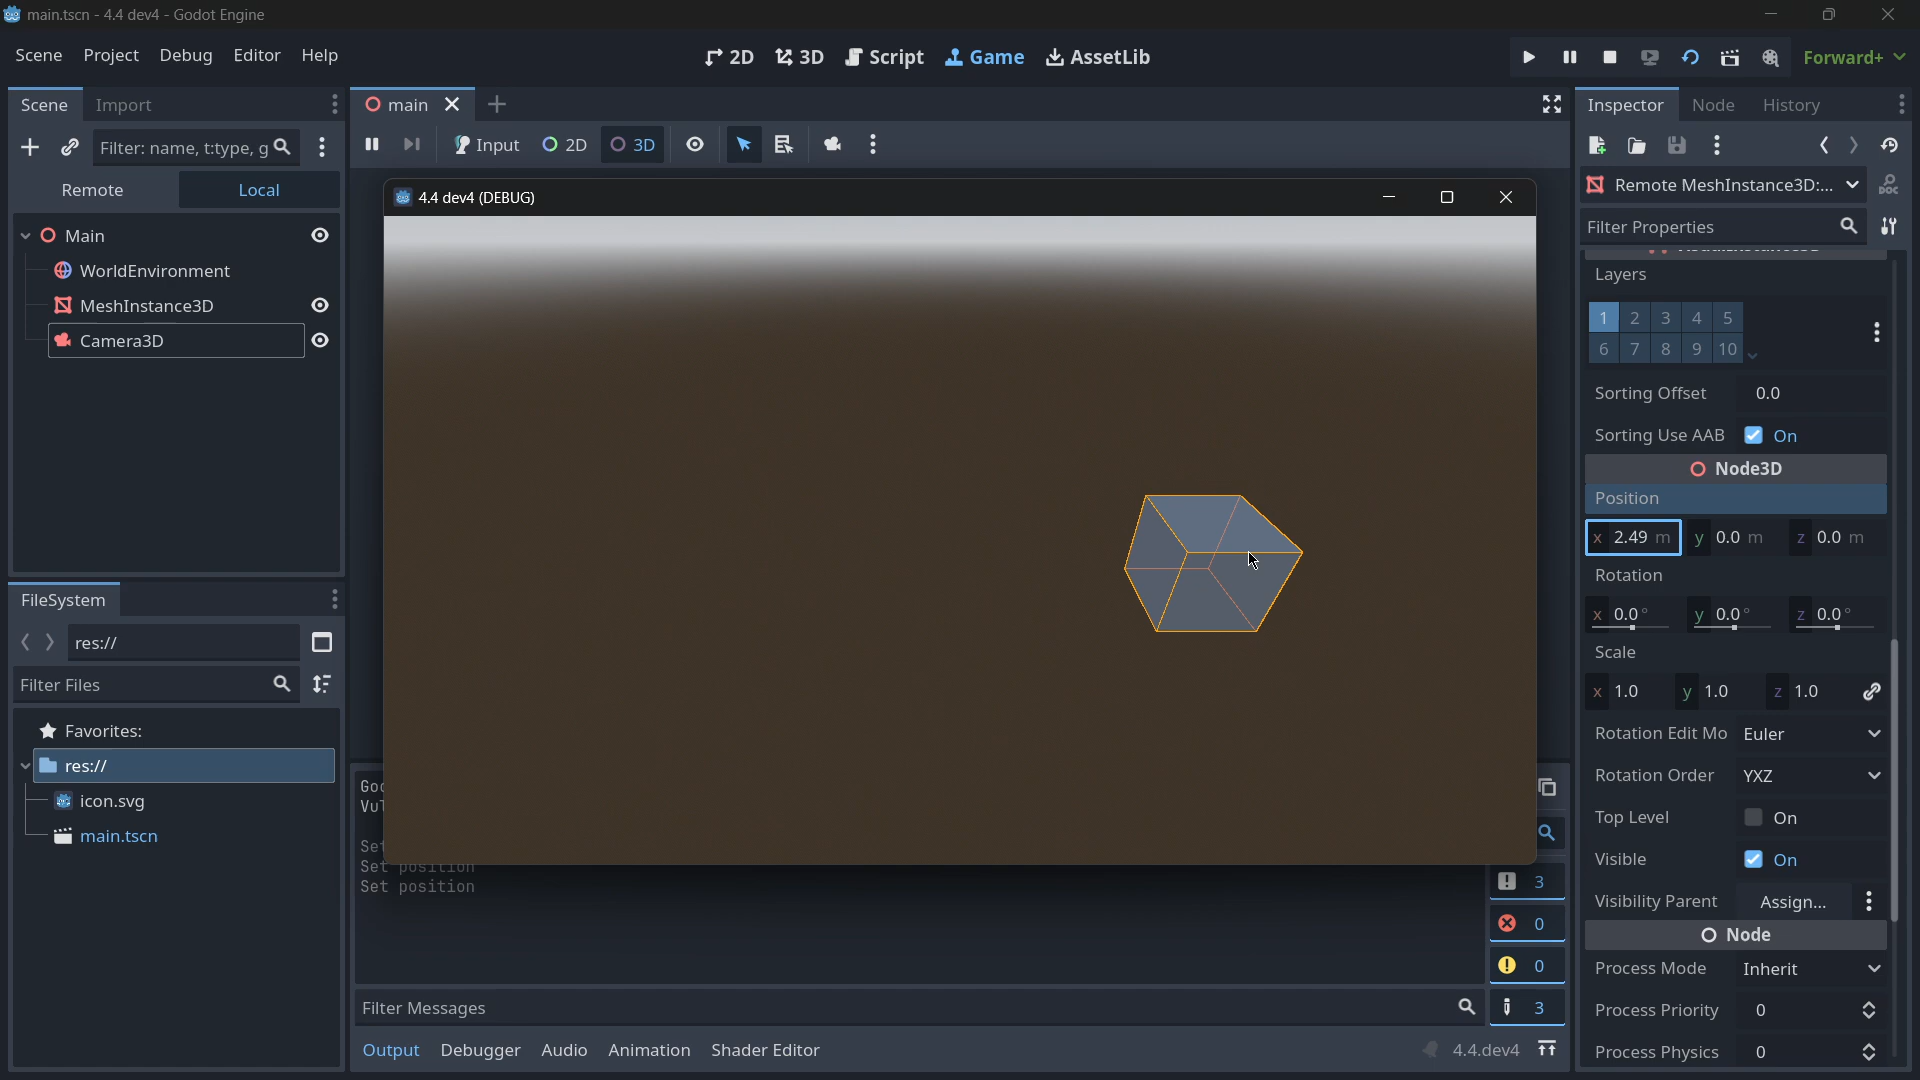 main.tscn - 4.4 dev4 - Godot Engine
Scene Project Debug Editor Help
2D 3D Script Game AssetLib
Forward+
Scene Import
Filter: name, t:type, g
Remote Local
Main
WorldEnvironment
MeshInstance3D
Camera3D
FileSystem
res://
Filter Files
Favorites:
res://
icon.svg
main.tscn
main
Input 2D 3D
4.4 dev4 (DEBUG)
Set position
Set position
3
0
0
3
Filter Messages
Output Debugger Audio Animation Shader Editor
4.4.dev4
Inspector Node History
Remote MeshInstance3D:...
Filter Properties
Layers
1 2 3 4 5
6 7 8 9 10
Sorting Offset 0.0
Sorting Use AAB On
Node3D
Position
x 2.49 m y 0.0 m z 0.0 m
Rotation
x 0.0° y 0.0° z 0.0°
Scale
x 1.0 y 1.0 z 1.0
Rotation Edit Mo Euler
Rotation Order YXZ
Top Level On
Visible On
Visibility Parent Assign...
Node
Process Mode Inherit
Process Priority 0
Process Physics 0